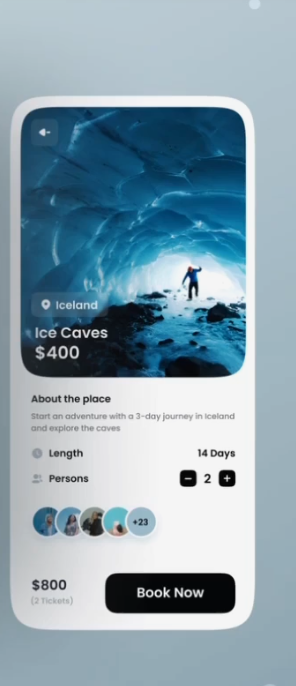 Iceland
Ice Caves
$400
About the place
Start an adventure with a 3-day journey in Iceland
and explore the caves
Length 14 Days
Persons − 2 +
+23
$800
(2 Tickets)
Book Now